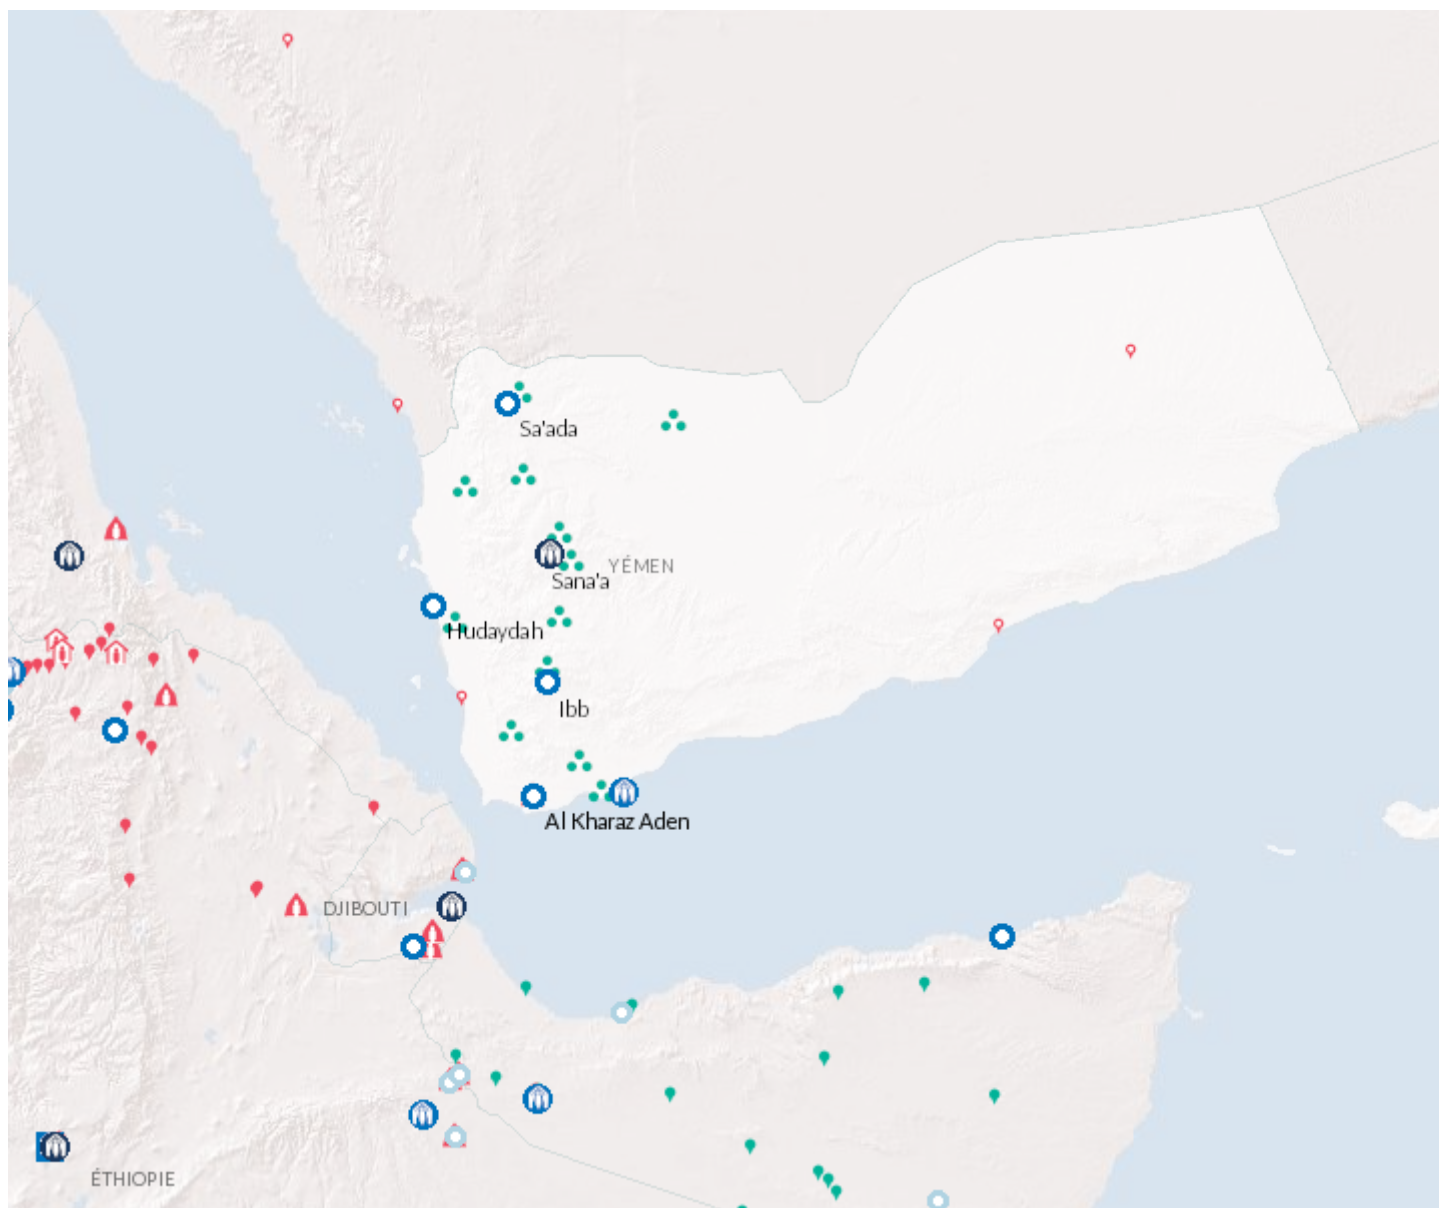 Sa'ada
YÉMEN
Sana'a
Hudaydah
Ibb
Al Kharaz Aden
DJIBOUTI
ÉTHIOPIE